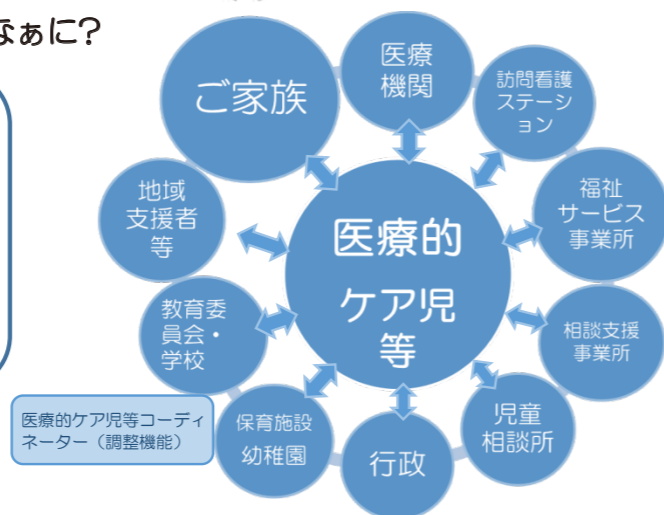 なぁに?
ご家族
医療
機関
訪問看護
ステーシ
ョン
福祉
サービス
事業所
相談支援
事業所
児童
相談所
行政
保育施設
幼稚園
教育委
員会・
学校
地域
支援者
等
医療的
ケア児
等
医療的ケア児等コーディ
ネーター（調整機能）